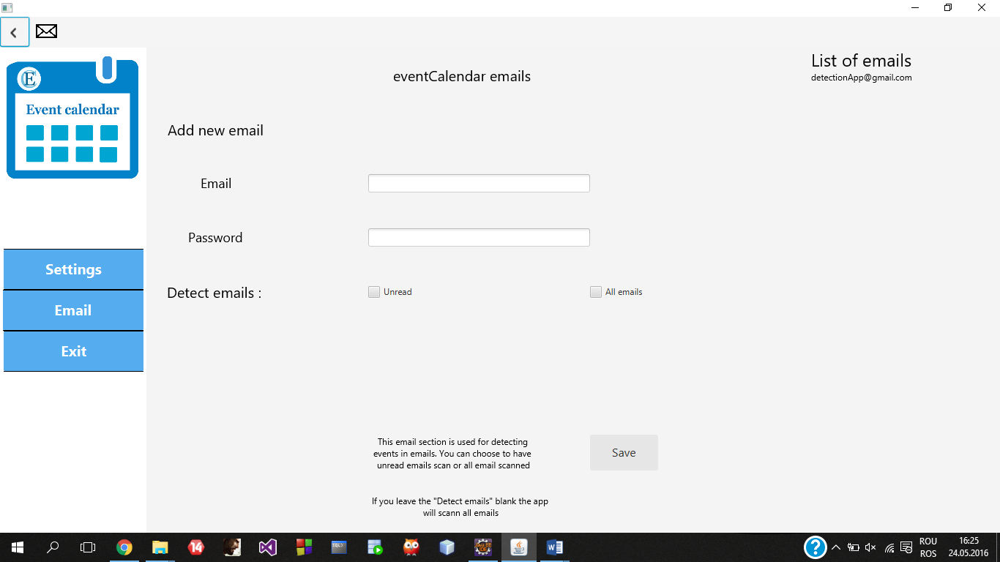 E
Event calendar
Settings
Email
Exit
eventCalendar emails
List of emails
detectionApp@gmail.com
Add new email
Email
Password
Detect emails :
Unread
All emails
This email section is used for detecting
events in emails. You can choose to have
unread emails scan or all email scanned
Save
If you leave the "Detect emails" blank the app
will scann all emails
14
SQL
?
ROU
ROS
16:25
24.05.2016